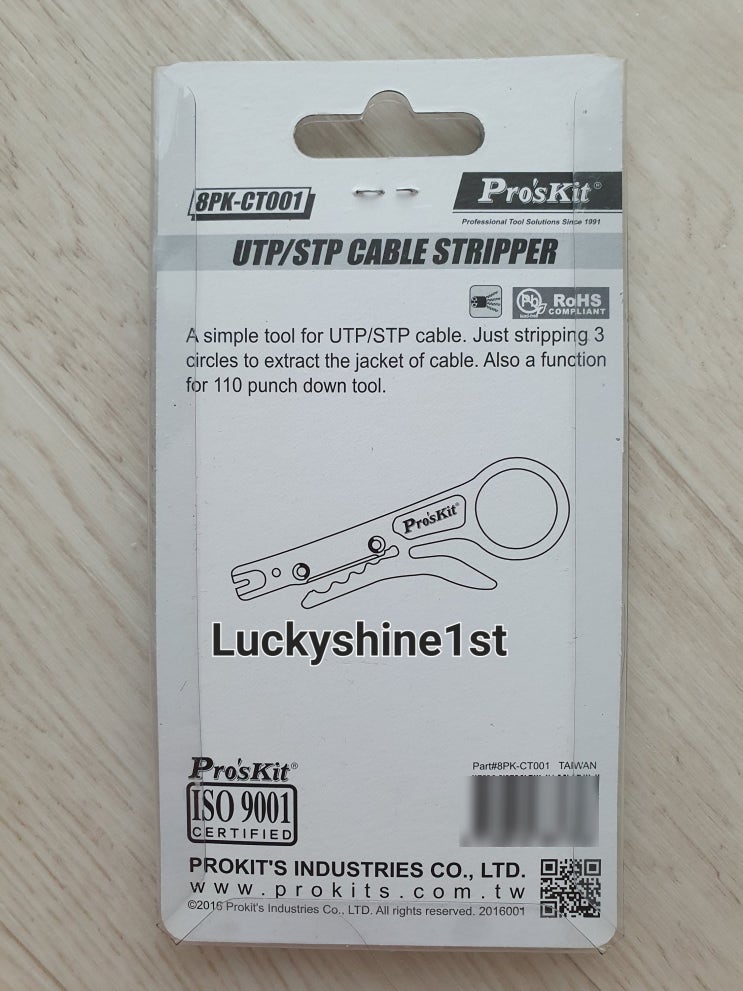 8PK-CT001
Pro'sKit®
Professional Tool Solutions Since 1991
UTP/STP CABLE STRIPPER
Pb
lead-free
RoHS
COMPLIANT
A simple tool for UTP/STP cable. Just stripping 3
circles to extract the jacket of cable. Also a function
for 110 punch down tool.
Pro'sKit®
Luckyshine1st
Pro'sKit®
ISO 9001
CERTIFIED
Part#8PK-CT001 TAIWAN
PROKIT'S INDUSTRIES CO., LTD.
www.prokits.com.tw
©2016 Prokit's Industries Co., LTD. All rights reserved. 2016001